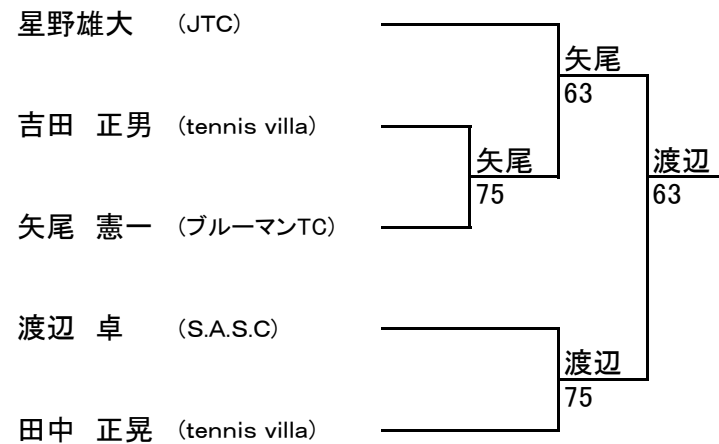 星野雄大 (JTC)
矢尾
63
吉田 正男 (tennis villa)
矢尾
75
渡辺
63
矢尾 憲一 (ブルーマンTC)
渡辺 卓 (S.A.S.C)
渡辺
75
田中 正晃 (tennis villa)